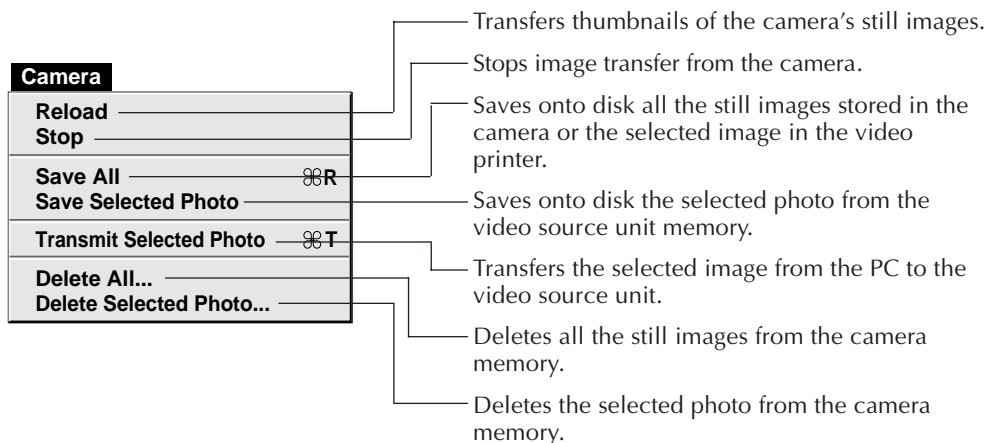 Camera
Reload
Stop
Save All ⌘R
Save Selected Photo
Transmit Selected Photo ⌘T
Delete All...
Delete Selected Photo...
Transfers thumbnails of the camera's still images.
Stops image transfer from the camera.
Saves onto disk all the still images stored in the
camera or the selected image in the video
printer.
Saves onto disk the selected photo from the
video source unit memory.
Transfers the selected image from the PC to the
video source unit.
Deletes all the still images from the camera
memory.
Deletes the selected photo from the camera
memory.